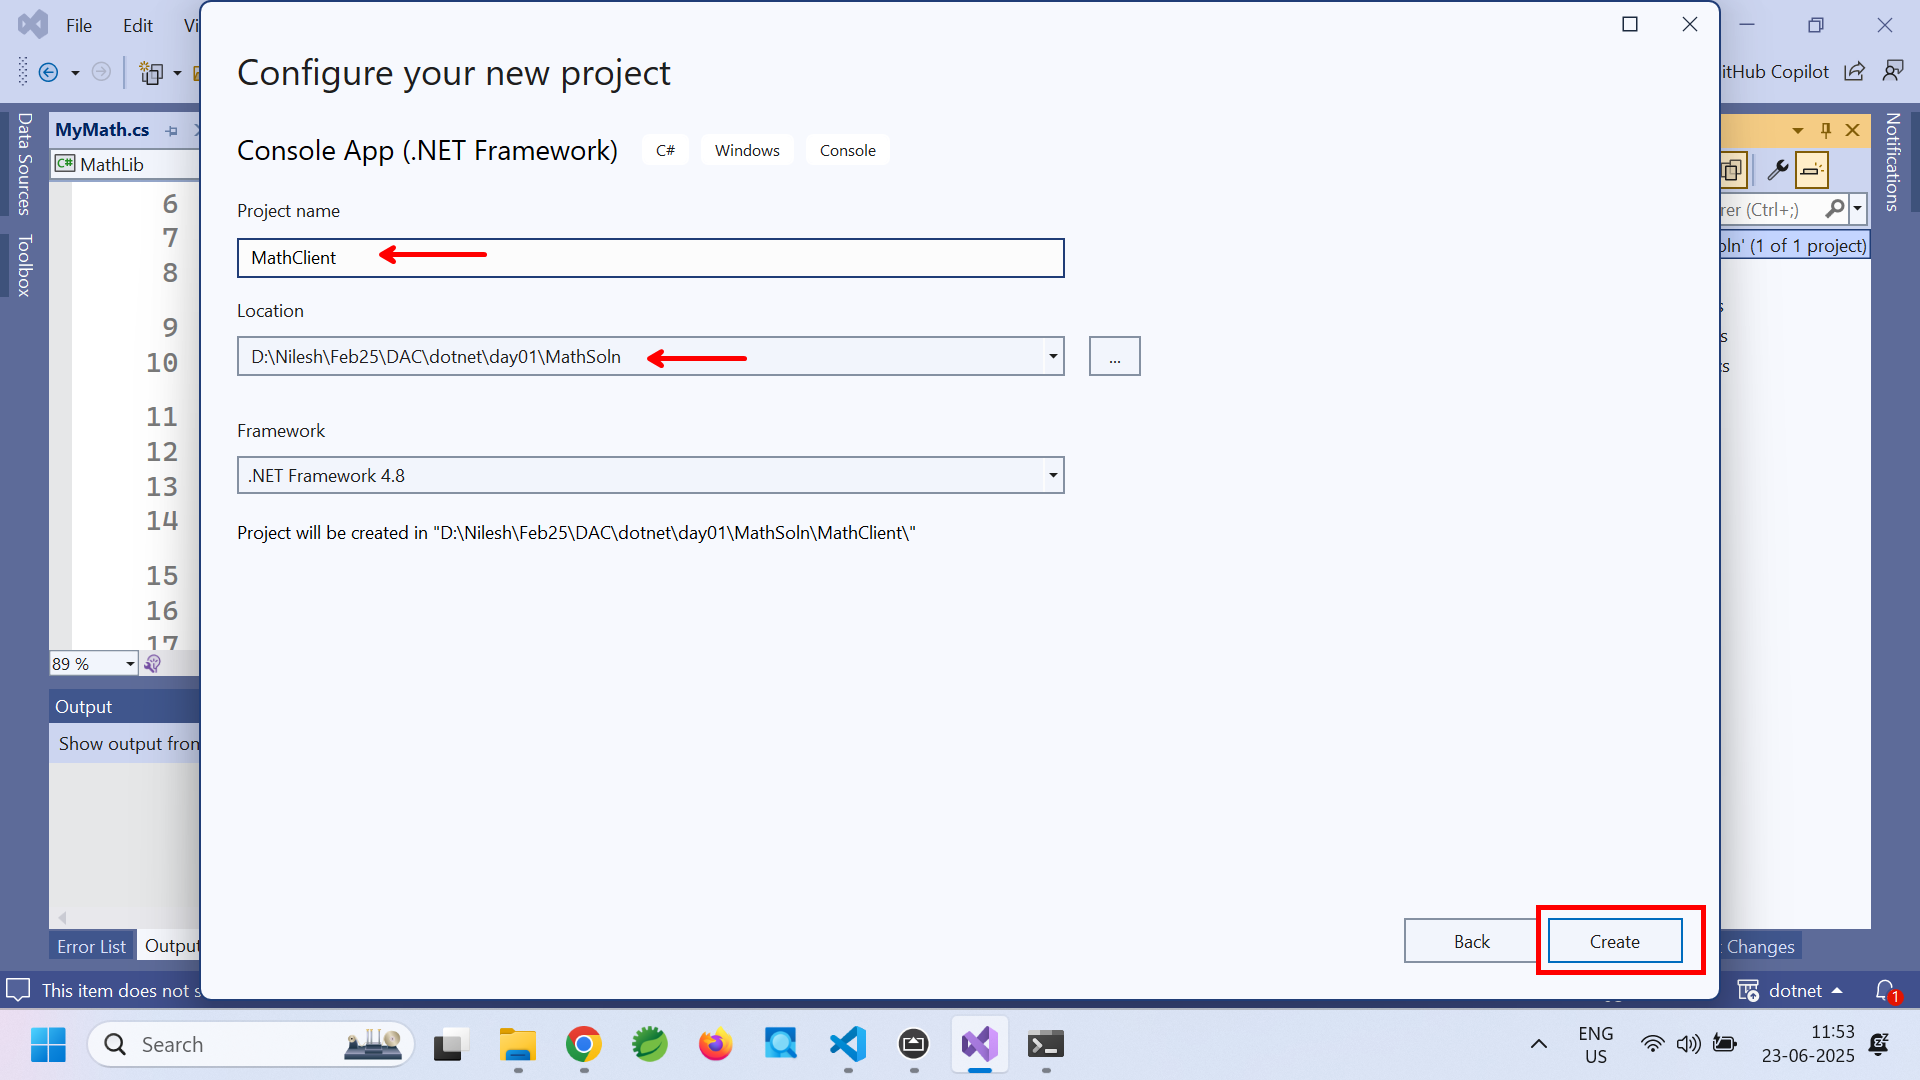 File Edit Vi
itHub Copilot
Configure your new project
Console App (.NET Framework)
C#
Windows
Console
Project name
MathClient
Location
D:\Nilesh\Feb25\DAC\dotnet\day01\MathSoln
...
Framework
.NET Framework 4.8
Project will be created in "D:\Nilesh\Feb25\DAC\dotnet\day01\MathSoln\MathClient\"
Back
Create
Data Sources
Toolbox
MyMath.cs
C# MathLib
6
7
8
9
10
11
12
13
14
15
16
17
89 %
Output
Show output from
Error List
Output
This item does not s
Notifications
rer (Ctrl+;)
oln' (1 of 1 project)
s
s
cs
Changes
dotnet
1
Search
ENG
US
11:53
23-06-2025